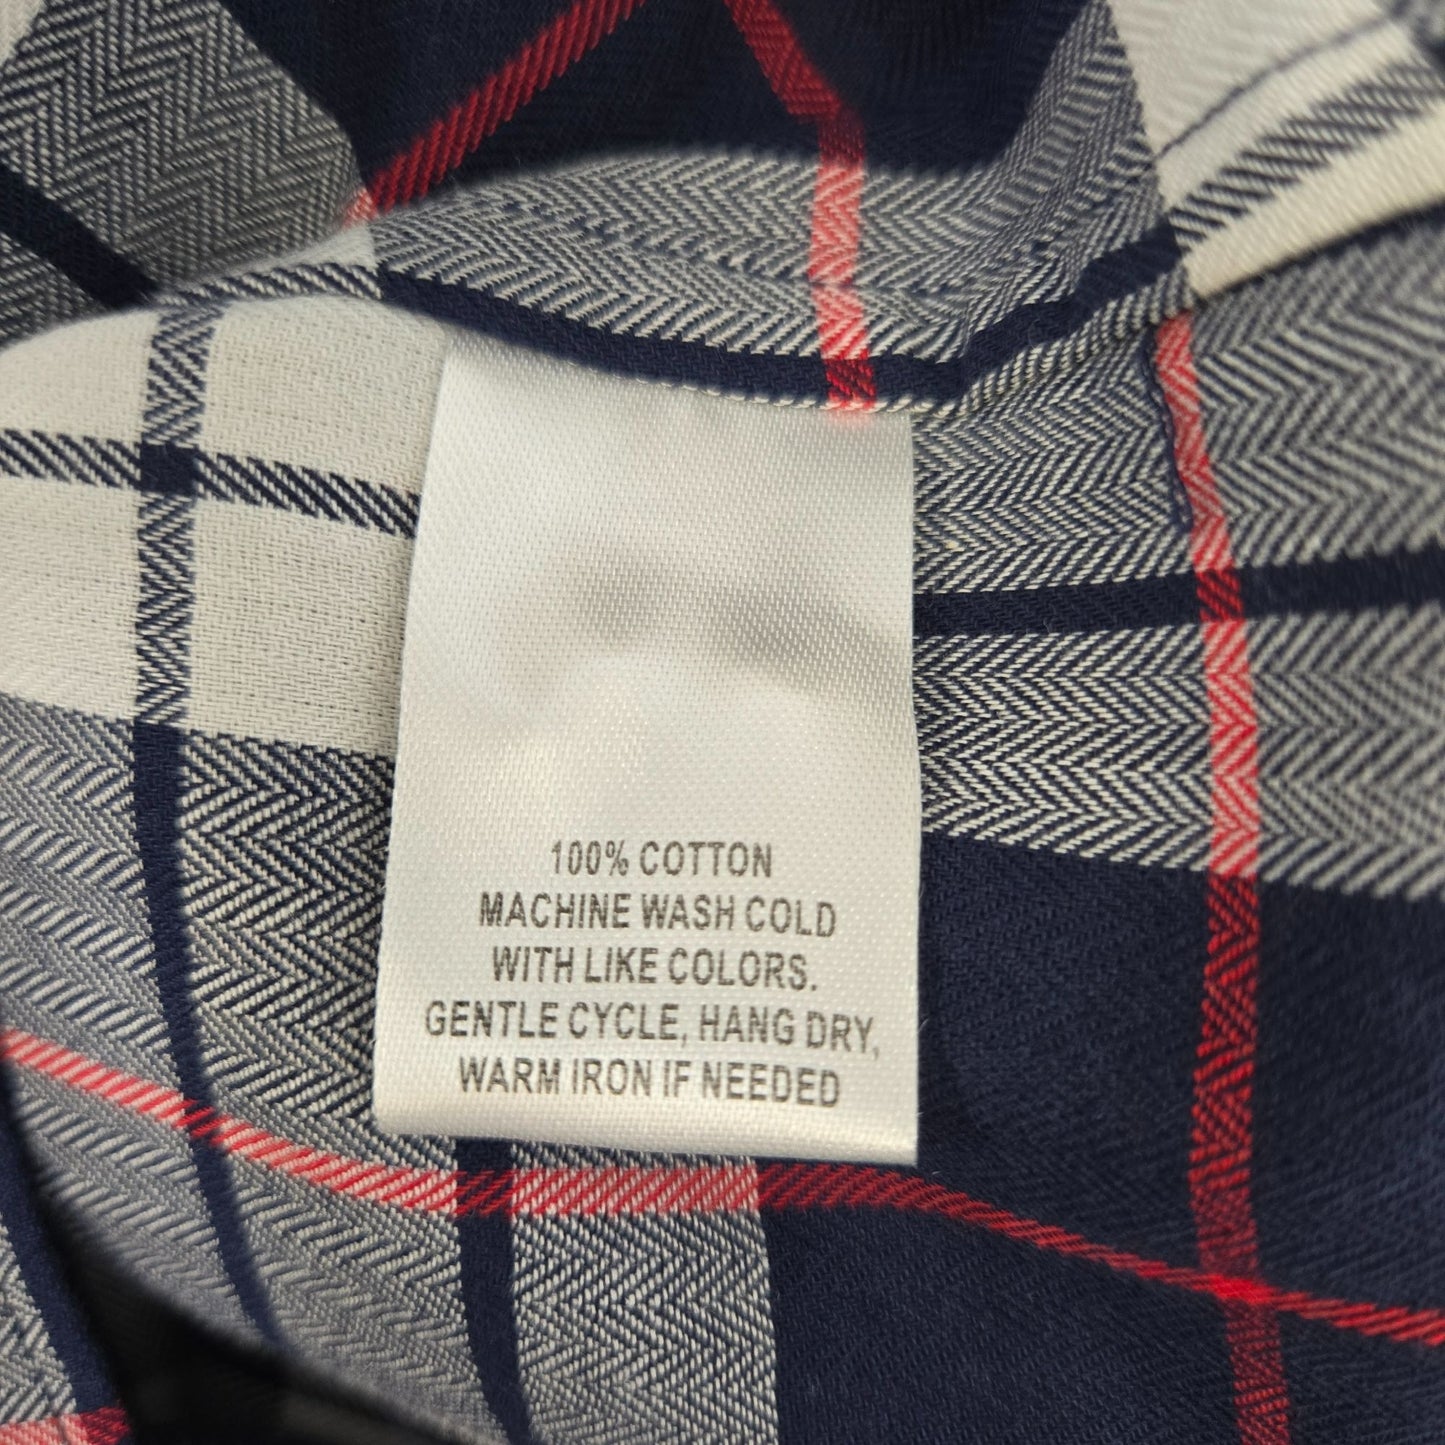 100% COTTON
MACHINE WASH COLD
WITH LIKE COLORS.
GENTLE CYCLE, HANG DRY,
WARM IRON IF NEEDED